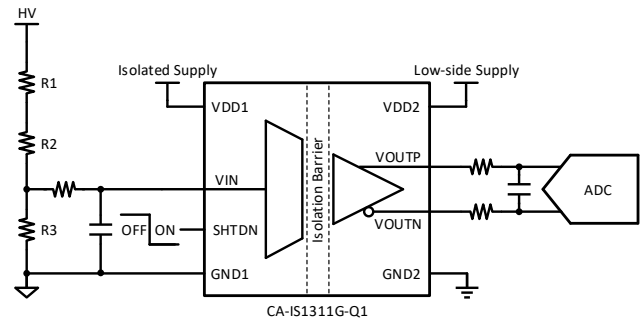 HV
R1
Isolated Supply
Low-side Supply
VDD1
VDD2
R2
VOUTP
Isolation Barrier
VIN
ADC
R3
OFF
ON
SHTDN
VOUTN
GND1
GND2
CA-IS1311G-Q1